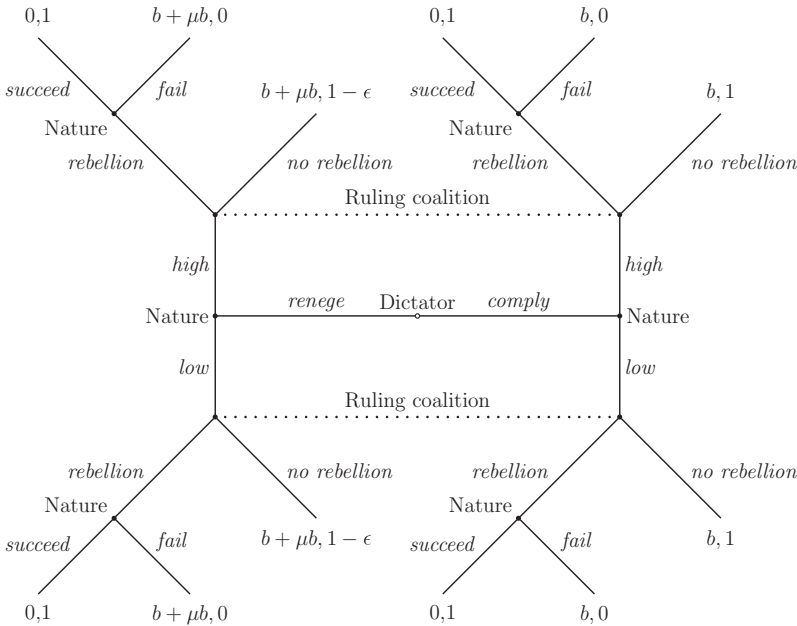 0,1
b + μb, 0
0,1
b, 0
succeed
fail
b + μb, 1 − ϵ
succeed
fail
b, 1
Nature
Nature
rebellion
no rebellion
rebellion
no rebellion
Ruling coalition
high
high
renege
Dictator
comply
Nature
Nature
low
low
Ruling coalition
rebellion
no rebellion
rebellion
no rebellion
Nature
Nature
succeed
fail
b + μb, 1 − ϵ
succeed
fail
b, 1
0,1
b + μb, 0
0,1
b, 0